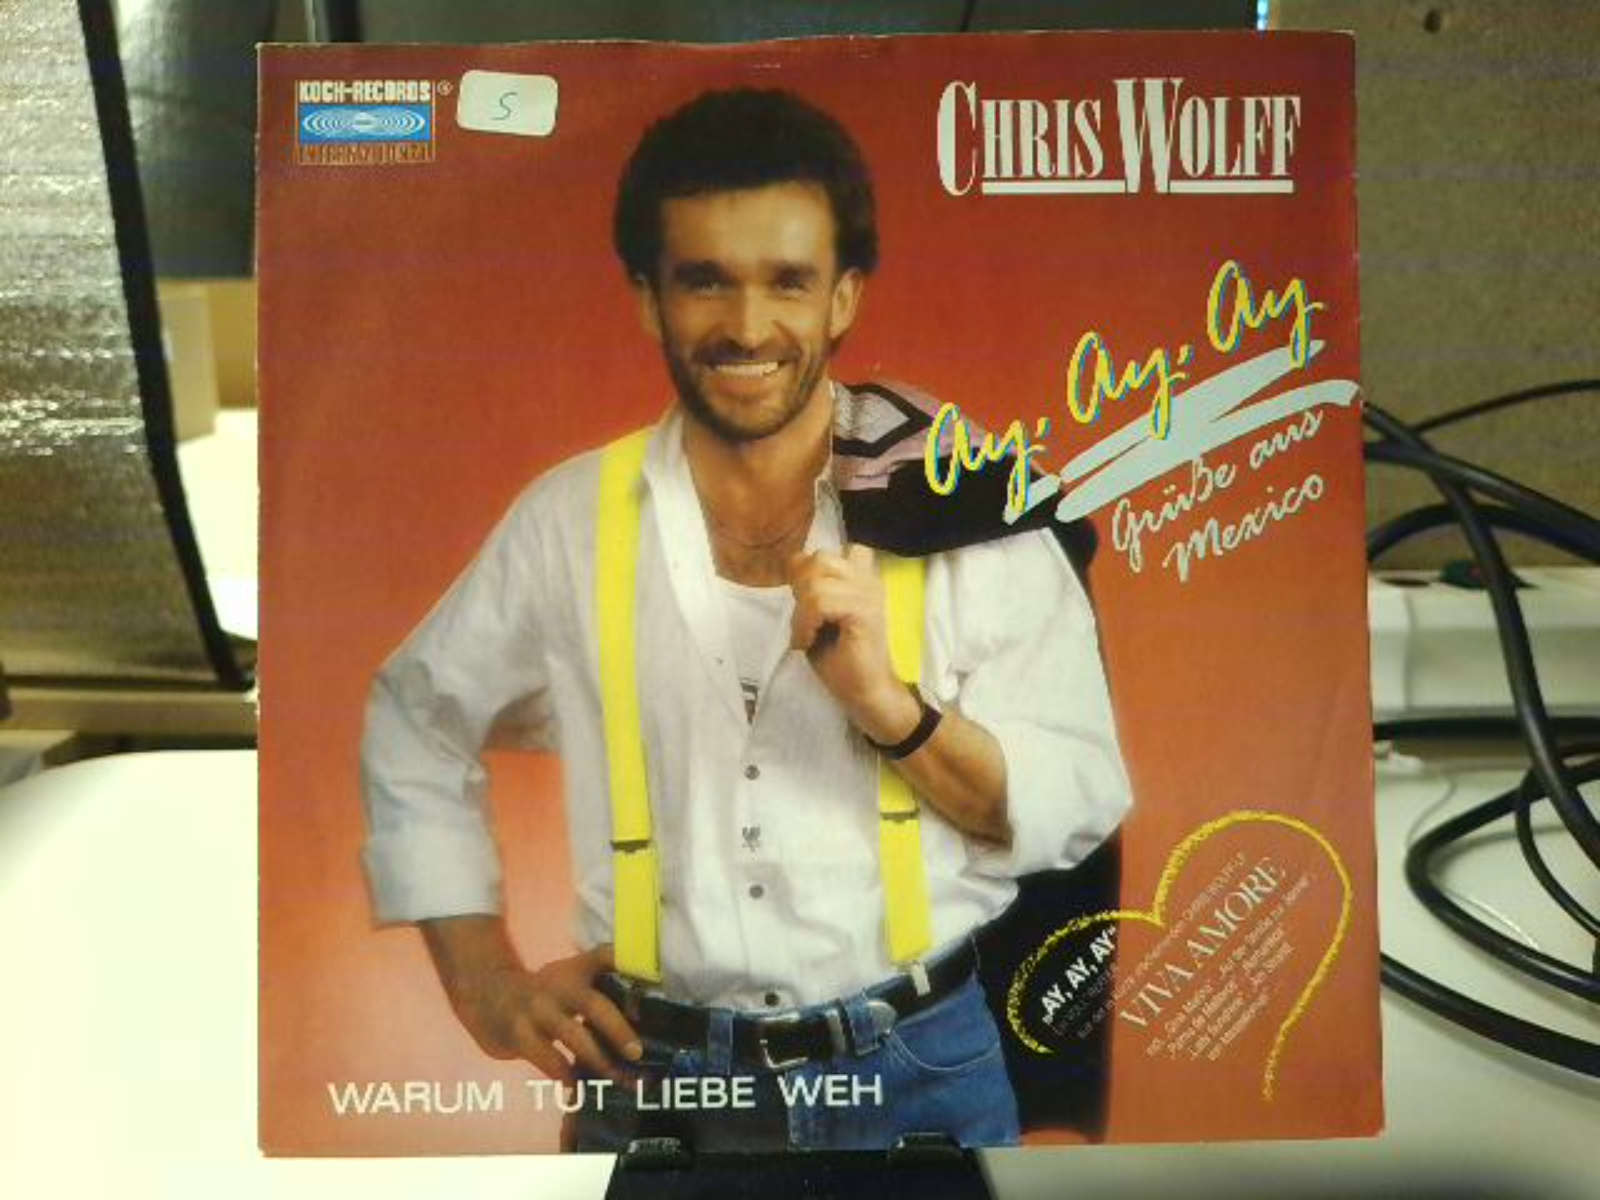 KOCH-RECORDS ®
INTERNATIONAL
S
CHRIS WOLFF
Ay, Ay, Ay
Grüße aus
Mexico
"AY, AY, AY"
VIVA AMORE
WARUM TUT LIEBE WEH